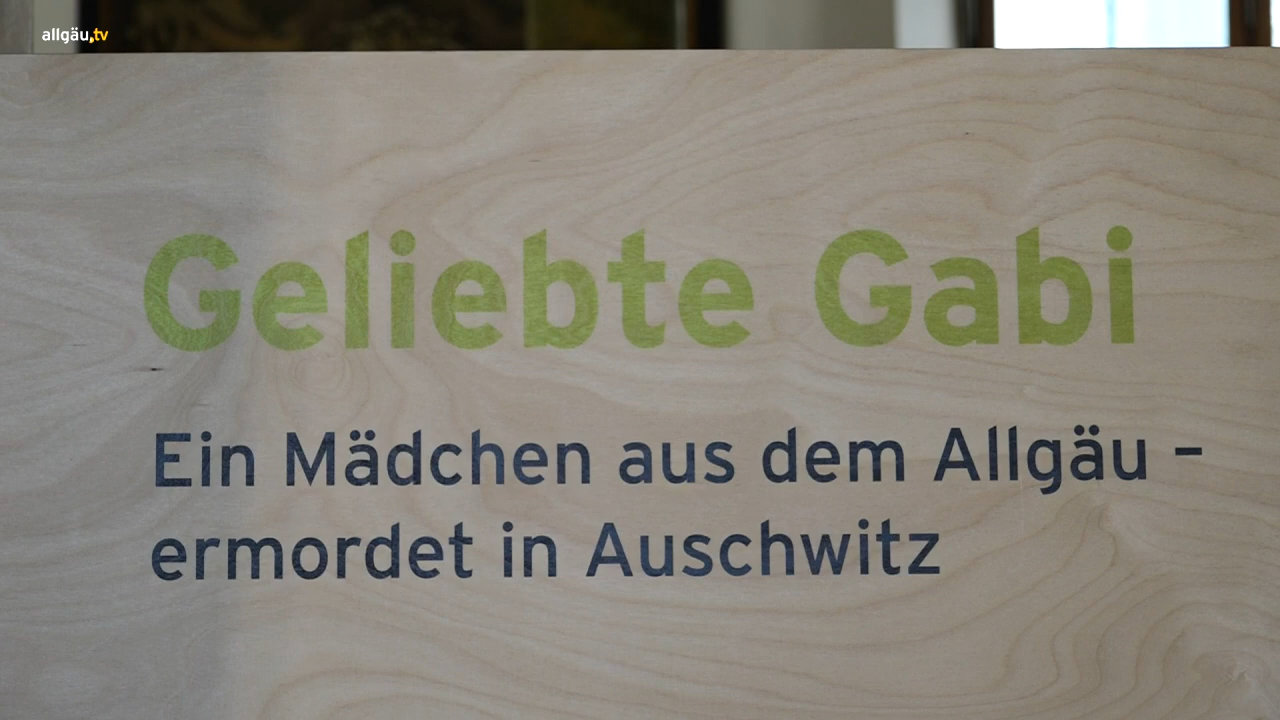 allgäu.tv
Geliebte Gabi
Ein Mädchen aus dem Allgäu –
ermordet in Auschwitz